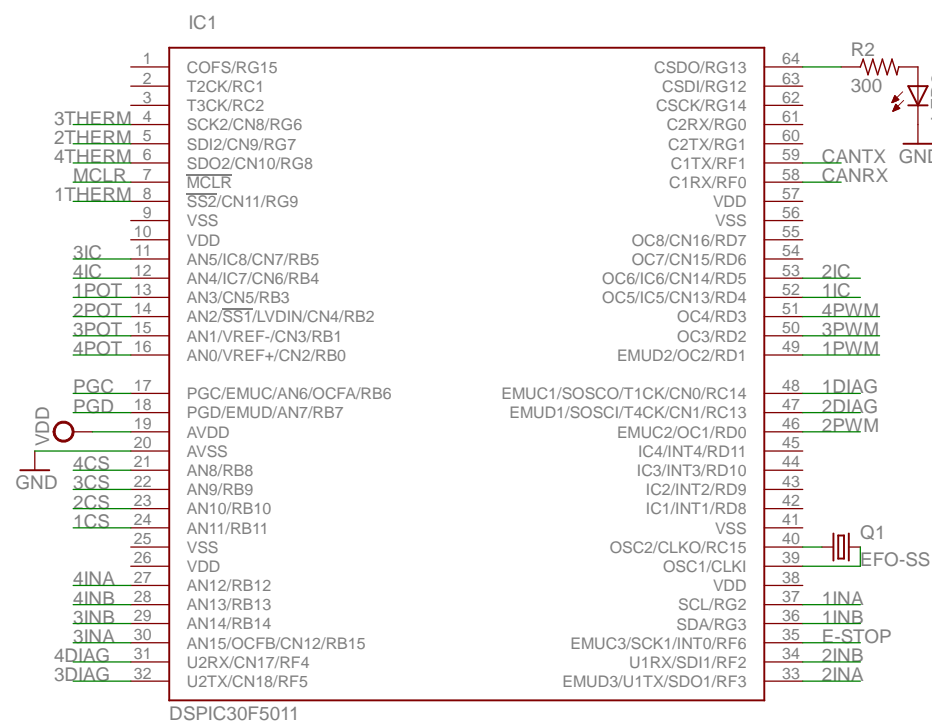 IC1
1 COFS/RG15 CSDO/RG13 64 R2
2 T2CK/RC1 CSDI/RG12 63 300
3 T3CK/RC2 CSCK/RG14 62
3THERM 4 SCK2/CN8/RG6 C2RX/RG0 61
2THERM 5 SDI2/CN9/RG7 C2TX/RG1 60
4THERM 6 SDO2/CN10/RG8 C1TX/RF1 59 CANTX GND
MCLR 7 MCLR C1RX/RF0 58 CANRX
1THERM 8 SS2/CN11/RG9 VDD 57
9 VSS VSS 56
10 VDD OC8/CN16/RD7 55
3IC 11 AN5/IC8/CN7/RB5 OC7/CN15/RD6 54
4IC 12 AN4/IC7/CN6/RB4 OC6/IC6/CN14/RD5 53 2IC
1POT 13 AN3/CN5/RB3 OC5/IC5/CN13/RD4 52 1IC
2POT 14 AN2/SS1/LVDIN/CN4/RB2 OC4/RD3 51 4PWM
3POT 15 AN1/VREF-/CN3/RB1 OC3/RD2 50 3PWM
4POT 16 AN0/VREF+/CN2/RB0 EMUD2/OC2/RD1 49 1PWM
PGC 17 PGC/EMUC/AN6/OCFA/RB6 EMUC1/SOSCO/T1CK/CN0/RC14 48 1DIAG
PGD 18 PGD/EMUD/AN7/RB7 EMUD1/SOSCI/T4CK/CN1/RC13 47 2DIAG
VDD 19 AVDD EMUC2/OC1/RD0 46 2PWM
20 AVSS IC4/INT4/RD11 45
GND 4CS 21 AN8/RB8 IC3/INT3/RD10 44
3CS 22 AN9/RB9 IC2/INT2/RD9 43
2CS 23 AN10/RB10 IC1/INT1/RD8 42
1CS 24 AN11/RB11 VSS 41
25 VSS OSC2/CLKO/RC15 40 Q1
26 VDD OSC1/CLKI 39 EFO-SS
4INA 27 AN12/RB12 VDD 38
4INB 28 AN13/RB13 SCL/RG2 37 1INA
3INB 29 AN14/RB14 SDA/RG3 36 1INB
3INA 30 AN15/OCFB/CN12/RB15 EMUC3/SCK1/INT0/RF6 35 E-STOP
4DIAG 31 U2RX/CN17/RF4 U1RX/SDI1/RF2 34 2INB
3DIAG 32 U2TX/CN18/RF5 EMUD3/U1TX/SDO1/RF3 33 2INA
DSPIC30F5011